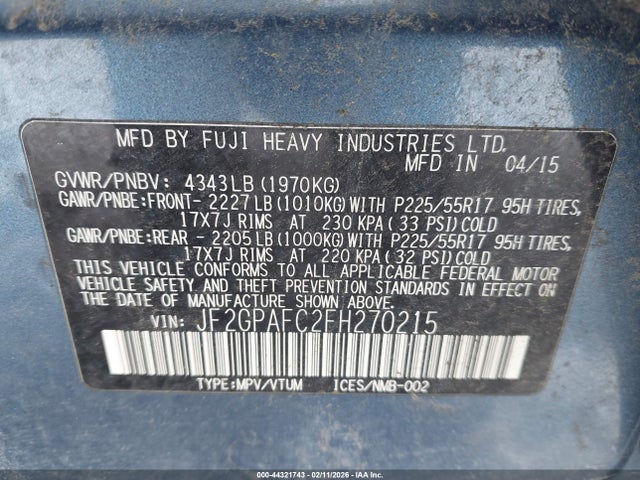 MFD BY FUJI HEAVY INDUSTRIES LTD.
MFD IN 04/15
GVWR/PNBV: 4343LB (1970KG)
GAWR/PNBE:FRONT- 2227LB (1010KG) WITH P225/55R17 95H TIRES,
17X7J RIMS AT 230 KPA (33 PSI) COLD
GAWR/PNBE:REAR - 2205LB (1000KG) WITH P225/55R17 95H TIRES,
17X7J RIMS AT 220 KPA (32 PSI) COLD
THIS VEHICLE CONFORMS TO ALL APPLICABLE FEDERAL MOTOR
VEHICLE SAFETY AND THEFT PREVENTION STANDARDS IN EFFECT
ON THE DATE OF MANUFACTURE SHOWN ABOVE.
VIN: JF2GPAFC2FH270215
TYPE:MPV/VTUM ICES/NMB-002
(BB) 000-44321743 - 02/11/2026 - IAAI.COM